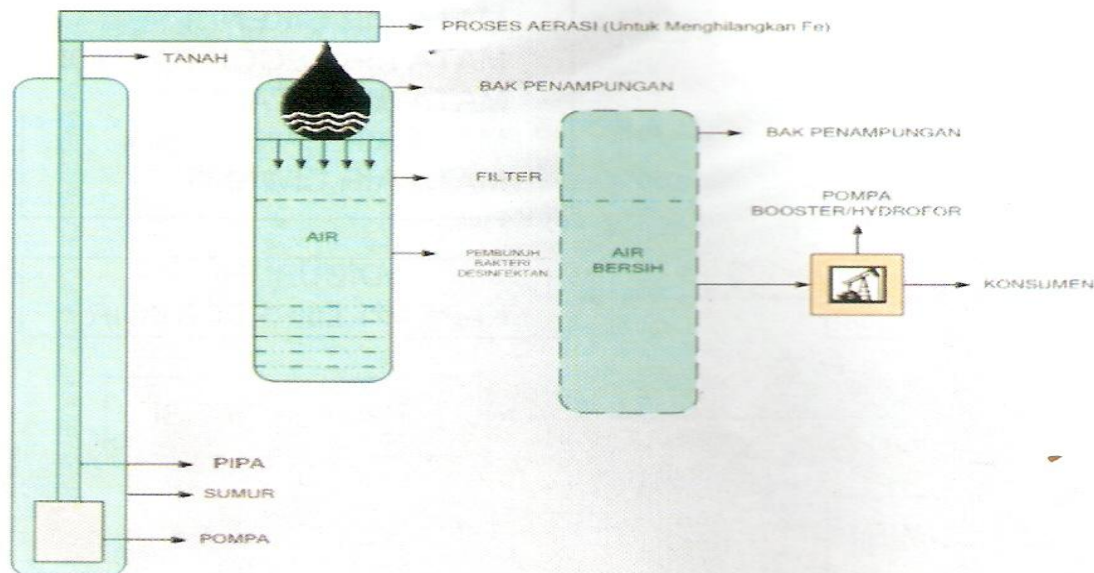 PROSES AERASI (Untuk Menghilangkan Fe)
TANAH
BAK PENAMPUNGAN
BAK PENAMPUNGAN
FILTER
POMPA
BOOSTER/HYDROFOR
AIR
PEMBUNUH
BAKTERI
DESINFEKTAN
AIR
BERSIH
KONSUMEN
PIPA
SUMUR
POMPA